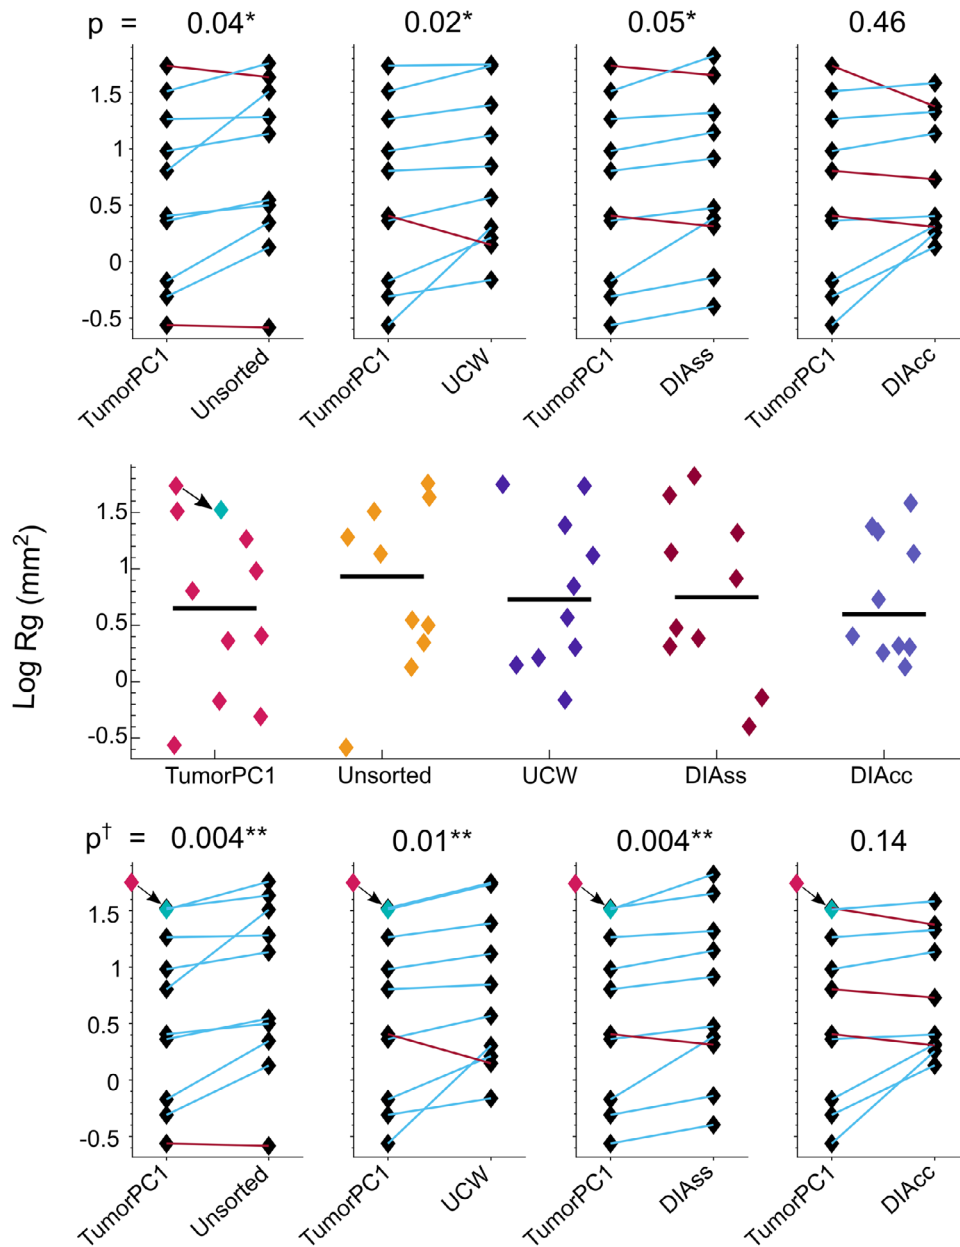 p = 0.04* 0.02* 0.05* 0.46
1.5
1
0.5
0
-0.5
TumorPC1 Unsorted TumorPC1 UCW TumorPC1 DIAss TumorPC1 DIAcc
Log Rg (mm²)
1.5
1
0.5
0
-0.5
TumorPC1 Unsorted UCW DIAss DIAcc
p† = 0.004** 0.01** 0.004** 0.14
1.5
1
0.5
0
-0.5
TumorPC1 Unsorted TumorPC1 UCW TumorPC1 DIAss TumorPC1 DIAcc